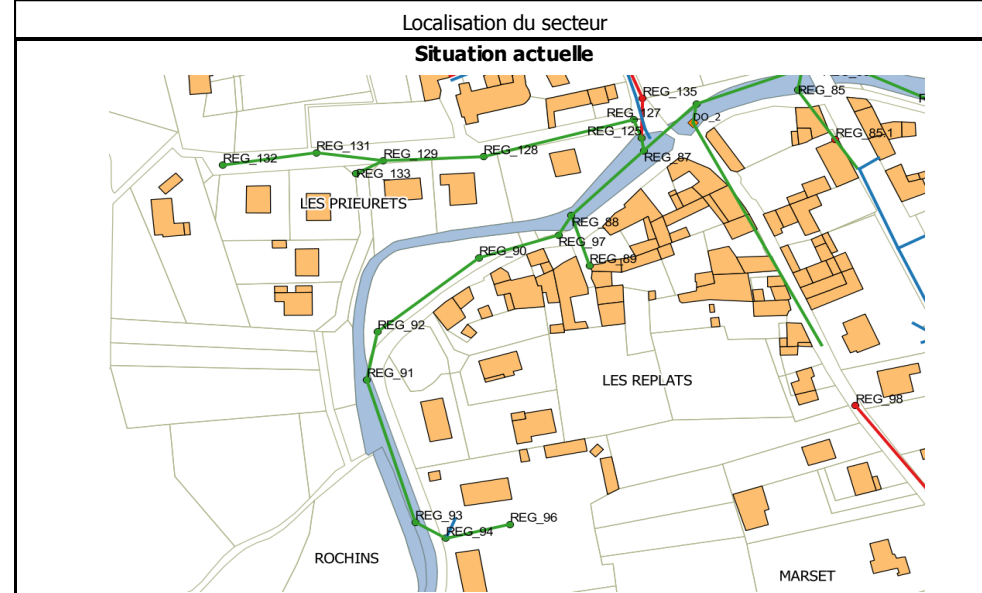 Localisation du secteur
Situation actuelle
REG_135
REG_85
REG_127
DO_2
REG_125
REG_85-1
REG_131
REG_132
REG_129
REG_128
REG_87
REG_133
LES PRIEURETS
REG_88
REG_97
REG_90
REG_89
REG_92
REG_91
LES REPLATS
REG_98
REG_93
REG_96
REG_94
ROCHINS
MARSET